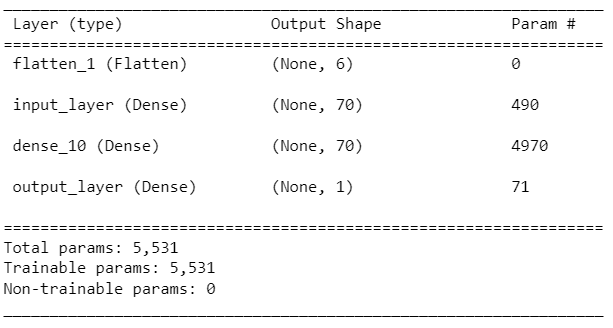 Layer (type) Output Shape Param #
=================================================================
flatten_1 (Flatten) (None, 6) 0
input_layer (Dense) (None, 70) 490
dense_10 (Dense) (None, 70) 4970
output_layer (Dense) (None, 1) 71
=================================================================
Total params: 5,531
Trainable params: 5,531
Non-trainable params: 0